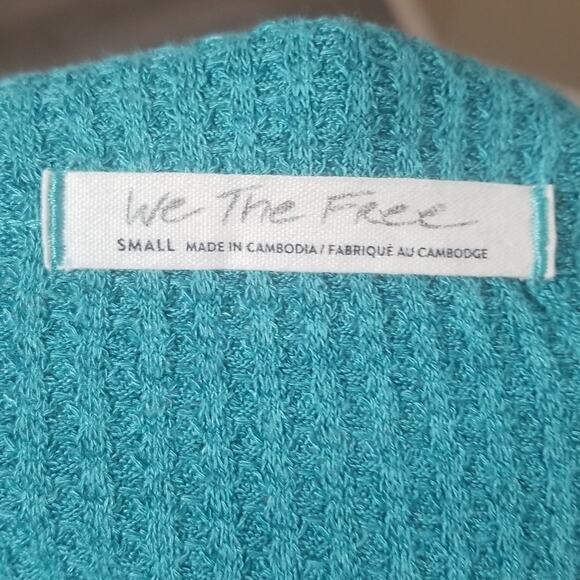 We The Free
SMALL MADE IN CAMBODIA / FABRIQUÉ AU CAMBODGE